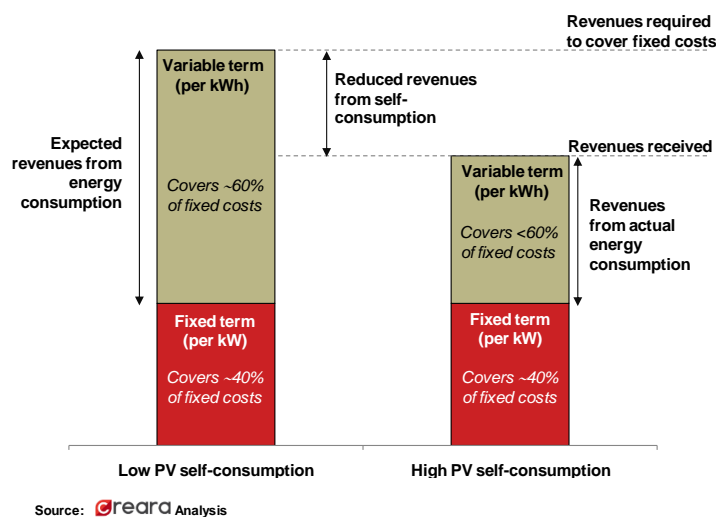 Revenues required
to cover fixed costs
Variable term
(per kWh)
Reduced revenues
from self-
consumption
Expected
revenues from
energy
consumption
Revenues received
Variable term
(per kWh)
Covers ~60%
of fixed costs
Revenues
from actual
energy
consumption
Covers <60%
of fixed costs
Fixed term
(per kW)
Fixed term
(per kW)
Covers ~40%
of fixed costs
Covers ~40%
of fixed costs
Low PV self-consumption
High PV self-consumption
Source: creara Analysis